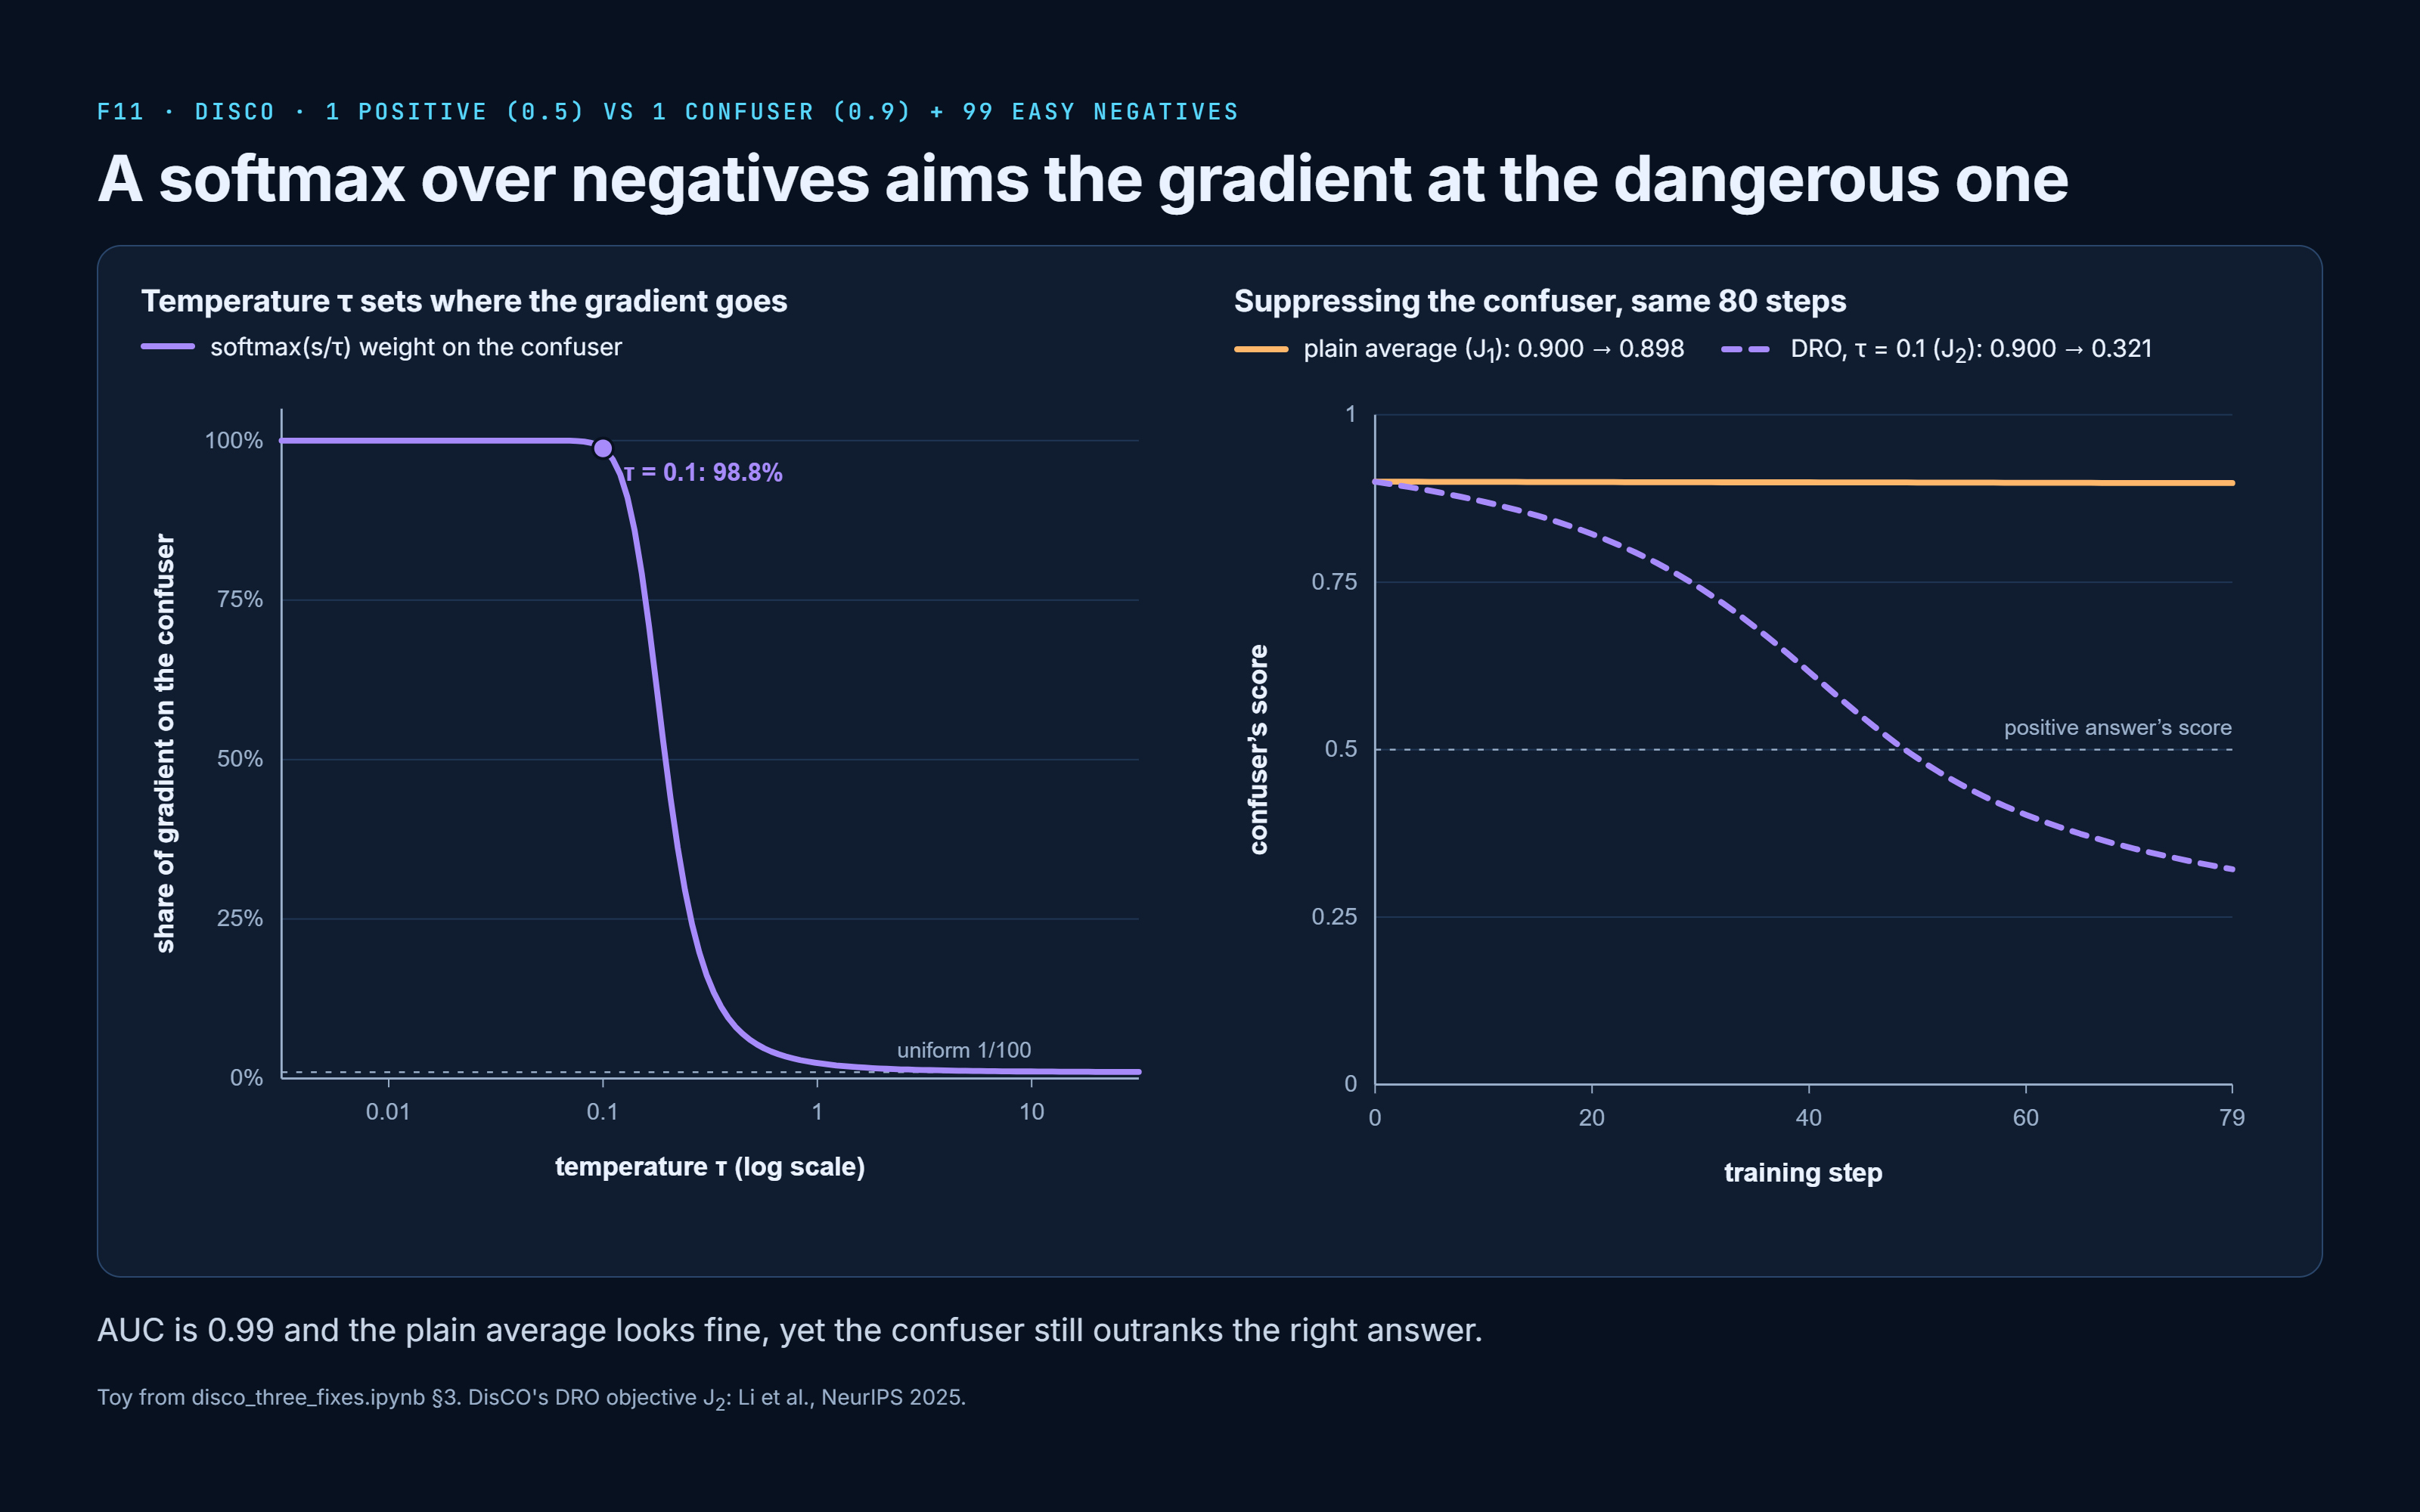 F11 · DISCO · 1 POSITIVE (0.5) VS 1 CONFUSER (0.9) + 99 EASY NEGATIVES
A softmax over negatives aims the gradient at the dangerous one
Temperature τ sets where the gradient goes
softmax(s/τ) weight on the confuser
100%
75%
50%
25%
0%
share of gradient on the confuser
τ = 0.1: 98.8%
uniform 1/100
0.01
0.1
1
10
temperature τ (log scale)
Suppressing the confuser, same 80 steps
plain average (J₁): 0.900 → 0.898
DRO, τ = 0.1 (J₂): 0.900 → 0.321
1
0.75
0.5
0.25
0
confuser’s score
positive answer’s score
0
20
40
60
79
training step
AUC is 0.99 and the plain average looks fine, yet the confuser still outranks the right answer.
Toy from disco_three_fixes.ipynb §3. DisCO's DRO objective J₂: Li et al., NeurIPS 2025.